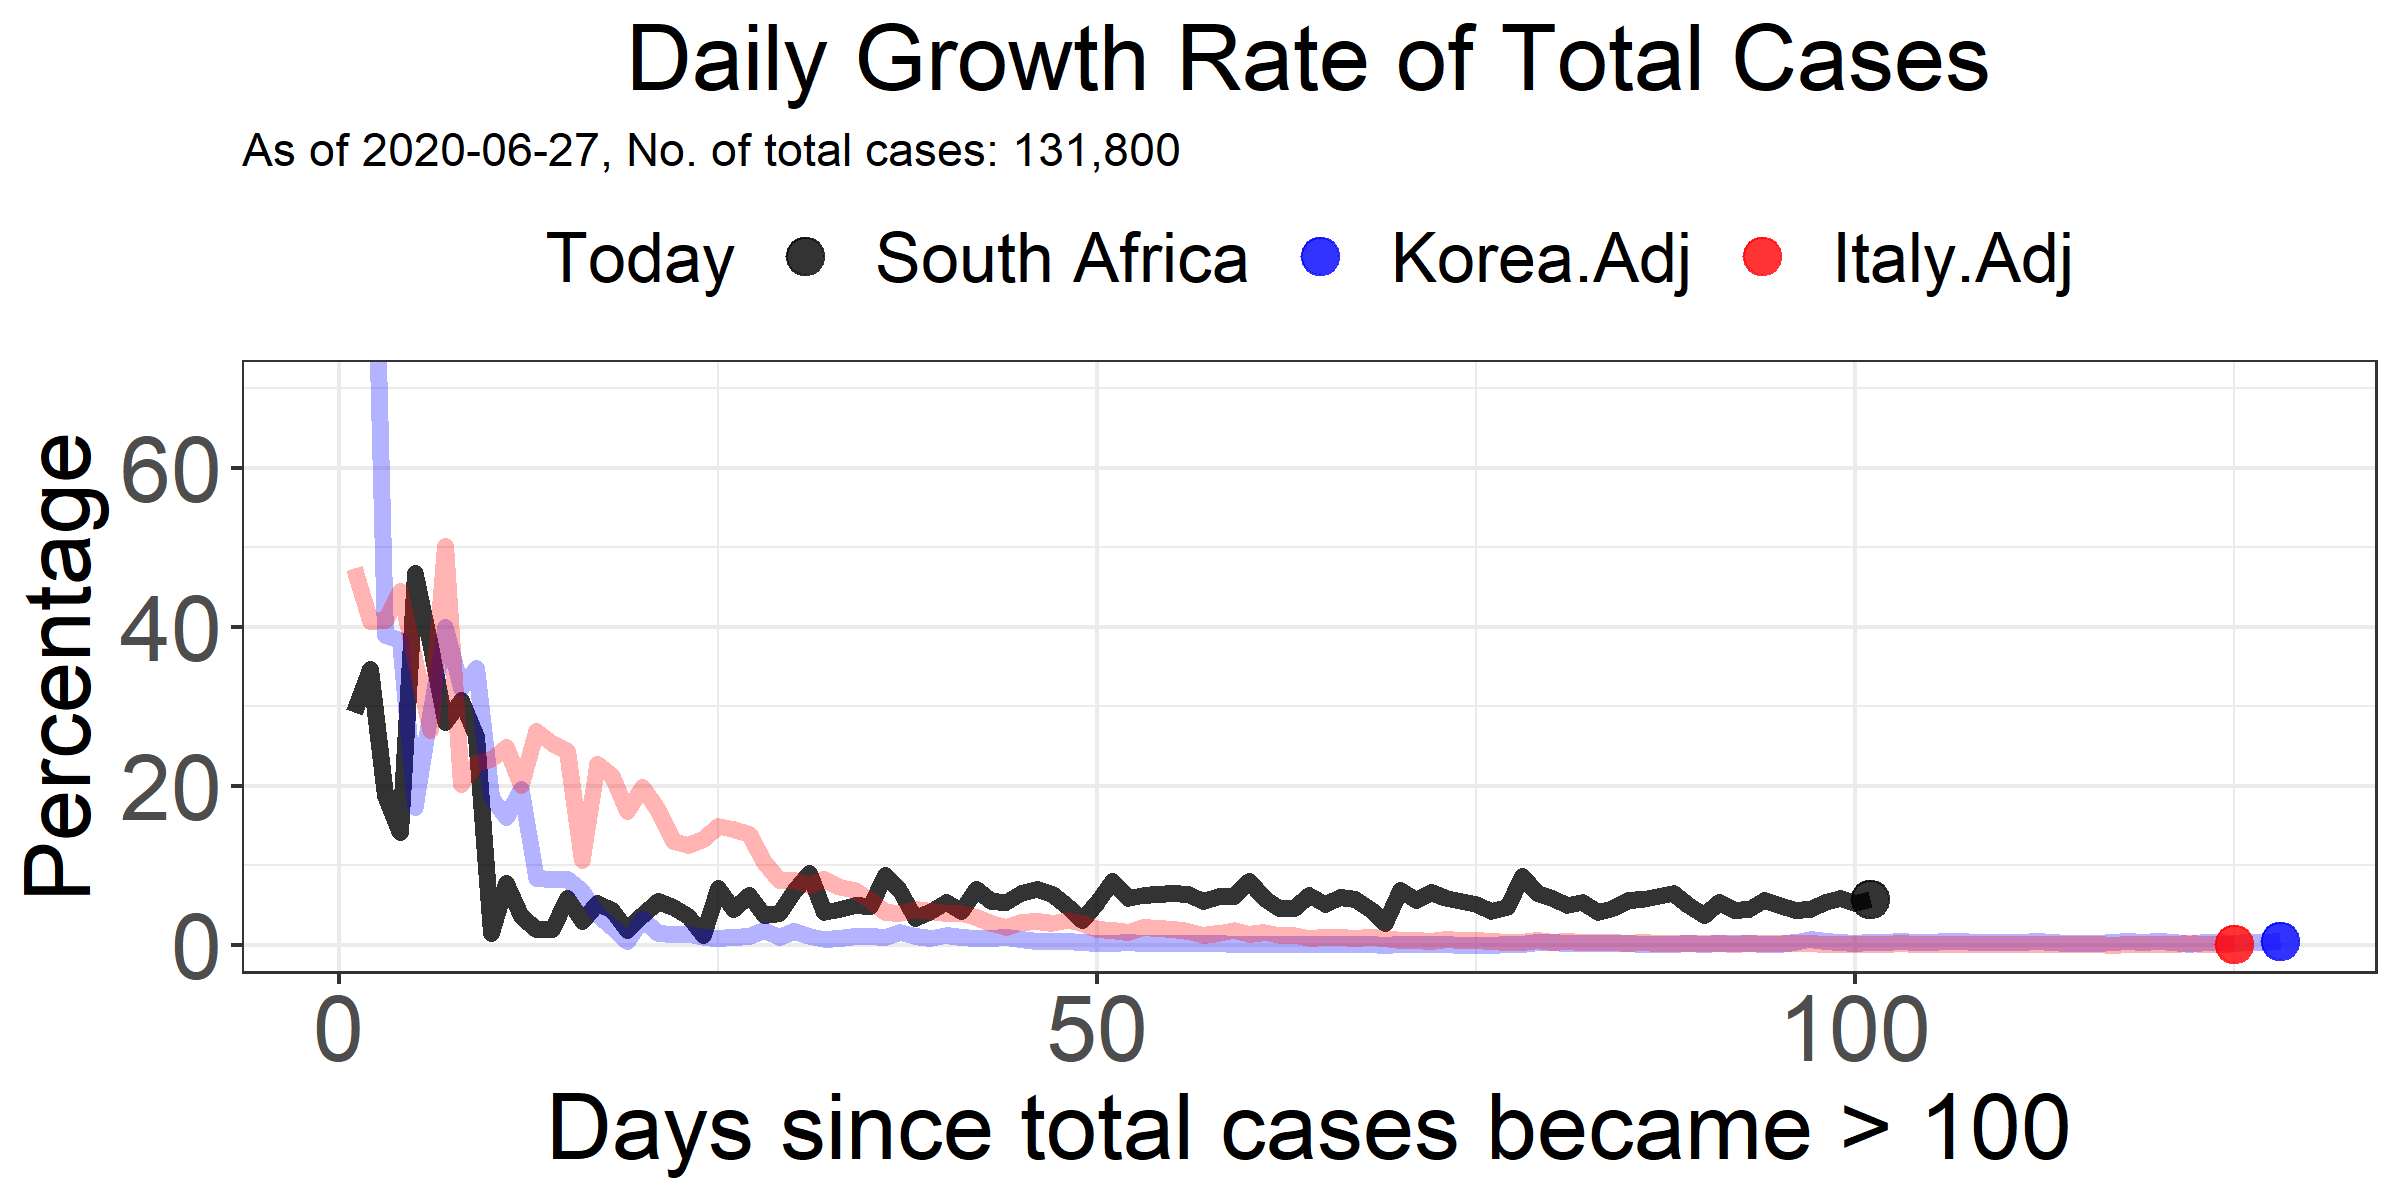 Daily Growth Rate of Total Cases
As of 2020-06-27, No. of total cases: 131,800
Today South Africa Korea.Adj Italy.Adj
Percentage
60
40
20
0
0 50 100
Days since total cases became > 100